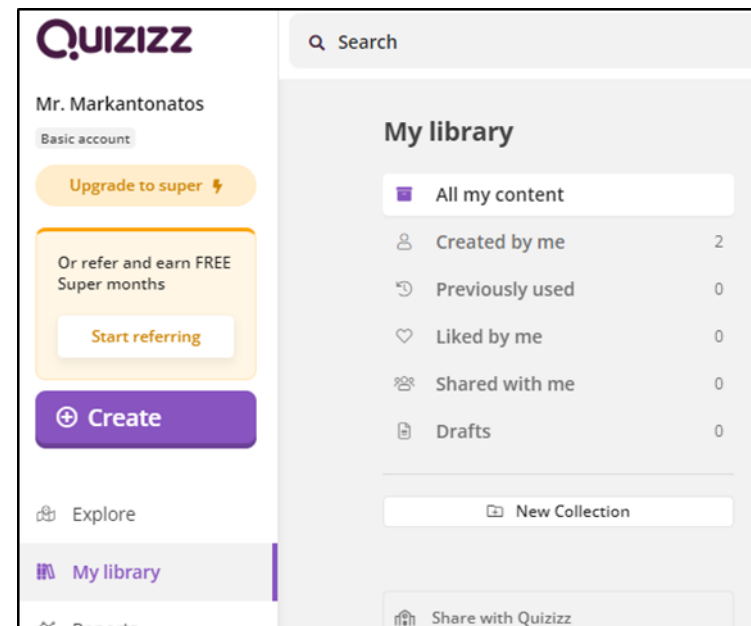 Quizizz
Search
Mr. Markantonatos
Basic account
Upgrade to super
Or refer and earn FREE
Super months
Start referring
Create
Explore
My library
Reports
My library
All my content
Created by me 2
Previously used 0
Liked by me 0
Shared with me 0
Drafts 0
New Collection
Share with Quizizz